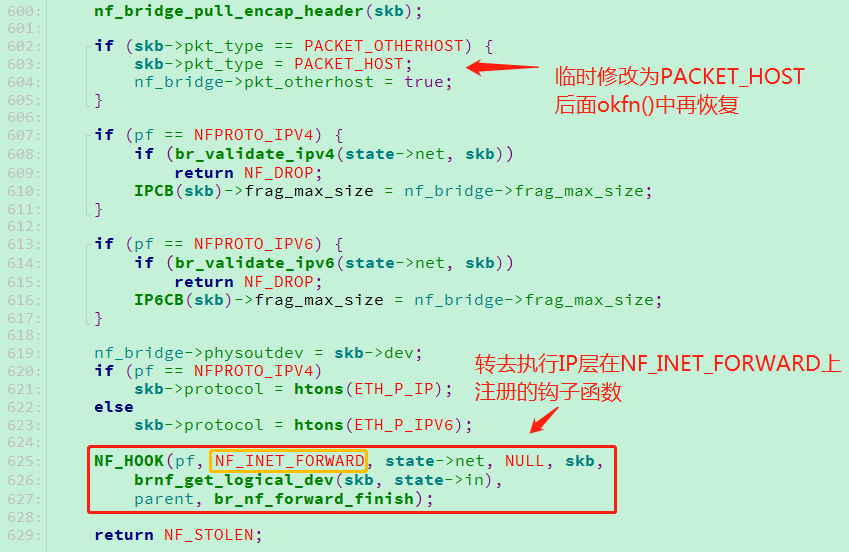 600: nf_bridge_pull_encap_header(skb);
601:
602: if (skb->pkt_type == PACKET_OTHERHOST) {
603: skb->pkt_type = PACKET_HOST;
604: nf_bridge->pkt_otherhost = true;
605: }
606:
607: if (pf == NFPROTO_IPV4) {
608: if (br_validate_ipv4(state->net, skb))
609: return NF_DROP;
610: IPCB(skb)->frag_max_size = nf_bridge->frag_max_size;
611: }
612:
613: if (pf == NFPROTO_IPV6) {
614: if (br_validate_ipv6(state->net, skb))
615: return NF_DROP;
616: IP6CB(skb)->frag_max_size = nf_bridge->frag_max_size;
617: }
618:
619: nf_bridge->physoutdev = skb->dev;
620: if (pf == NFPROTO_IPV4)
621: skb->protocol = htons(ETH_P_IP);
622: else
623: skb->protocol = htons(ETH_P_IPV6);
624:
625: NF_HOOK(pf, NF_INET_FORWARD, state->net, NULL, skb,
626: brnf_get_logical_dev(skb, state->in),
627: parent, br_nf_forward_finish);
628:
629: return NF_STOLEN;
临时修改为PACKET_HOST
后面okfn()中再恢复
转去执行IP层在NF_INET_FORWARD上
注册的钩子函数